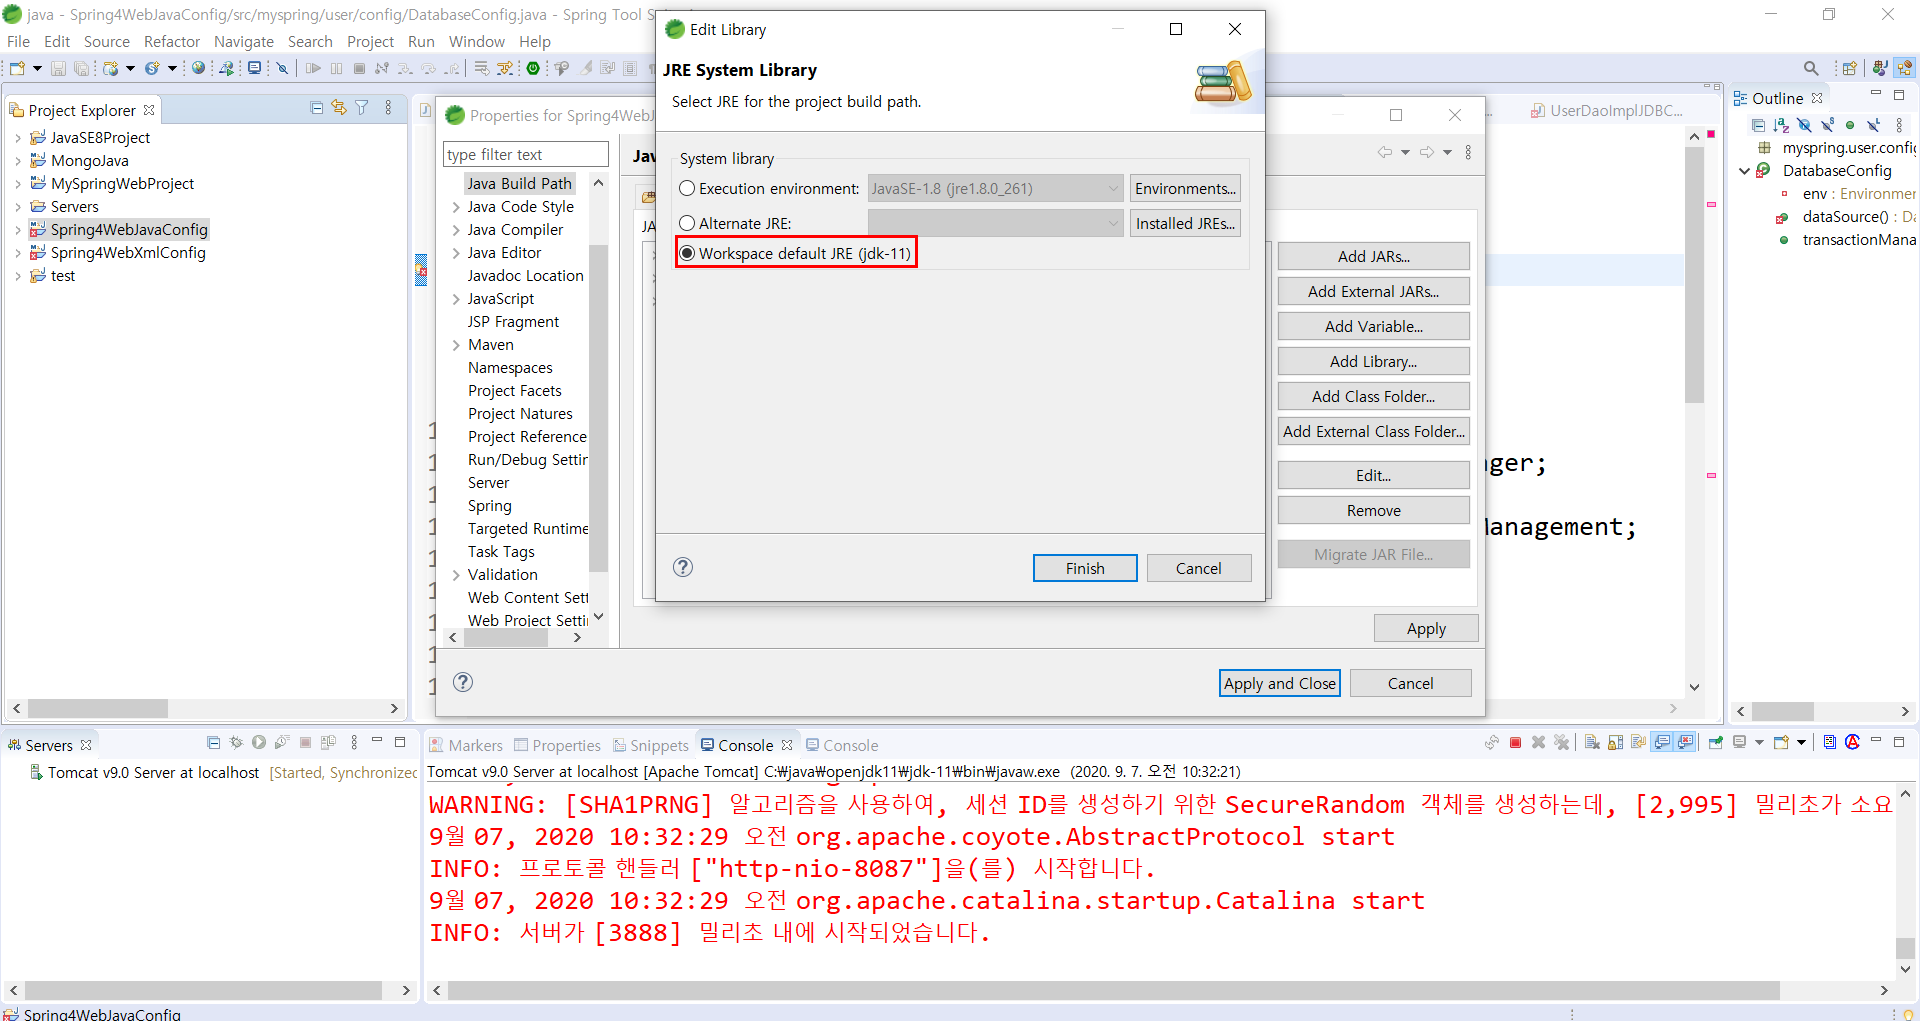 java - Spring4WebJavaConfig/src/myspring/user/config/DatabaseConfig.java - Spring Tool S
File Edit Source Refactor Navigate Search Project Run Window Help
Project Explorer
JavaSE8Project
MongoJava
MySpringWebProject
Servers
Spring4WebJavaConfig
Spring4WebXmlConfig
test
Properties for Spring4WebJ
type filter text
Java Build Path
Java Code Style
Java Compiler
Java Editor
Javadoc Location
JavaScript
JSP Fragment
Maven
Namespaces
Project Facets
Project Natures
Project Reference
Run/Debug Settin
Server
Spring
Targeted Runtime
Task Tags
Validation
Web Content Sett
Web Project Settin
Jav
JA
Edit Library
JRE System Library
Select JRE for the project build path.
System library
Execution environment: JavaSE-1.8 (jre1.8.0_261) Environments...
Alternate JRE: Installed JREs...
Workspace default JRE (jdk-11)
Finish Cancel
Add JARs...
Add External JARs...
Add Variable...
Add Library...
Add Class Folder...
Add External Class Folder...
Edit...
Remove
Migrate JAR File...
Apply
Apply and Close Cancel
UserDaoImplJDBC...
ger;
anagement;
Outline
myspring.user.config
DatabaseConfig
env : Environmen
dataSource() : Da
transactionMana
Servers
Tomcat v9.0 Server at localhost [Started, Synchronized
Markers Properties Snippets Console Console
Tomcat v9.0 Server at localhost [Apache Tomcat] C:₩java₩openjdk11₩jdk-11₩bin₩javaw.exe (2020. 9. 7. 오전 10:32:21)
WARNING: [SHA1PRNG] 알고리즘을 사용하여, 세션 ID를 생성하기 위한 SecureRandom 객체를 생성하는데, [2,995] 밀리초가 소요
9월 07, 2020 10:32:29 오전 org.apache.coyote.AbstractProtocol start
INFO: 프로토콜 핸들러 ["http-nio-8087"]을(를) 시작합니다.
9월 07, 2020 10:32:29 오전 org.apache.catalina.startup.Catalina start
INFO: 서버가 [3888] 밀리초 내에 시작되었습니다.
Spring4WebJavaConfig